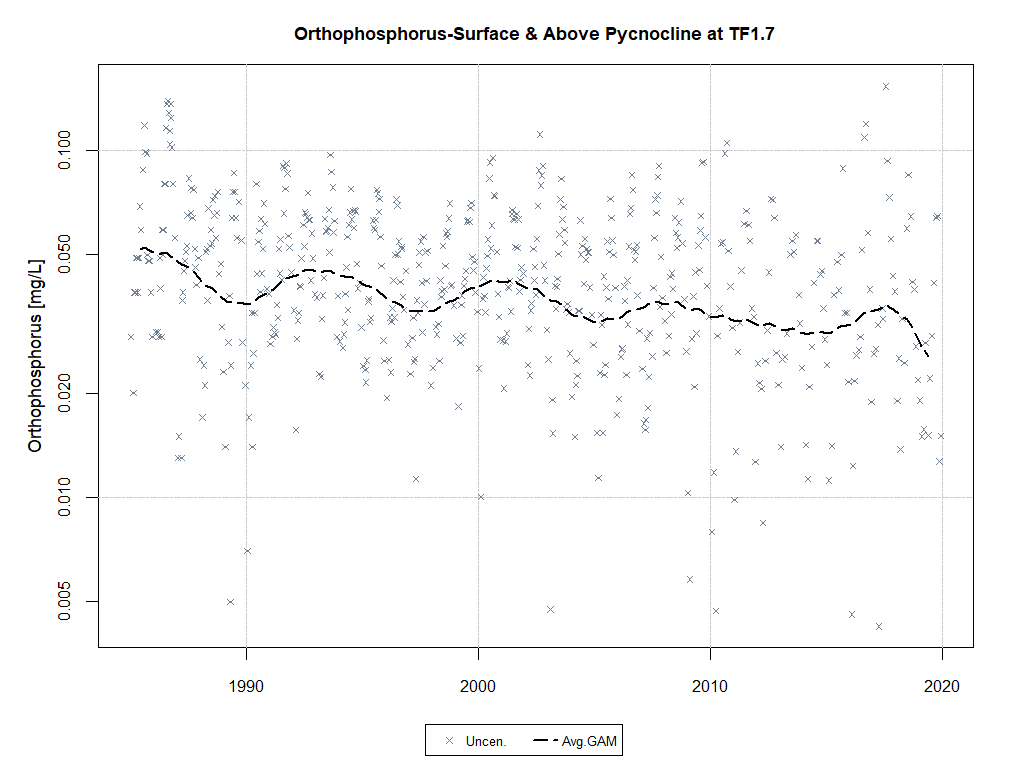 Orthophosphorus-Surface & Above Pycnocline at TF1.7
Orthophosphorus [mg/L]
0.100
0.050
0.020
0.010
0.005
1990
2000
2010
2020
Uncen.
Avg.GAM